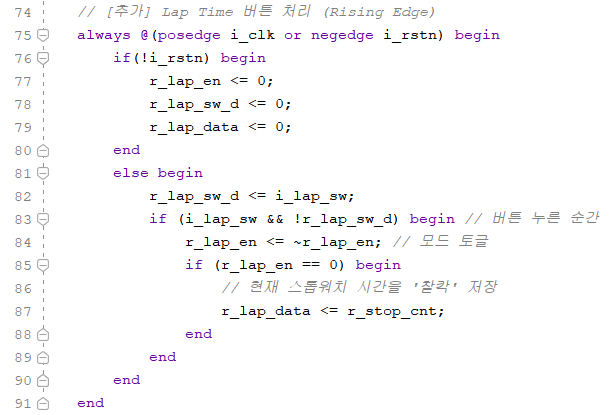 74 // [추가] Lap Time 버튼 처리 (Rising Edge)
75 always @(posedge i_clk or negedge i_rstn) begin
76 if(!i_rstn) begin
77 r_lap_en <= 0;
78 r_lap_sw_d <= 0;
79 r_lap_data <= 0;
80 end
81 else begin
82 r_lap_sw_d <= i_lap_sw;
83 if (i_lap_sw && !r_lap_sw_d) begin // 버튼 누른 순간
84 r_lap_en <= ~r_lap_en; // 모드 토글
85 if (r_lap_en == 0) begin
86 // 현재 스톱워치 시간을 '찰칵' 저장
87 r_lap_data <= r_stop_cnt;
88 end
89 end
90 end
91 end